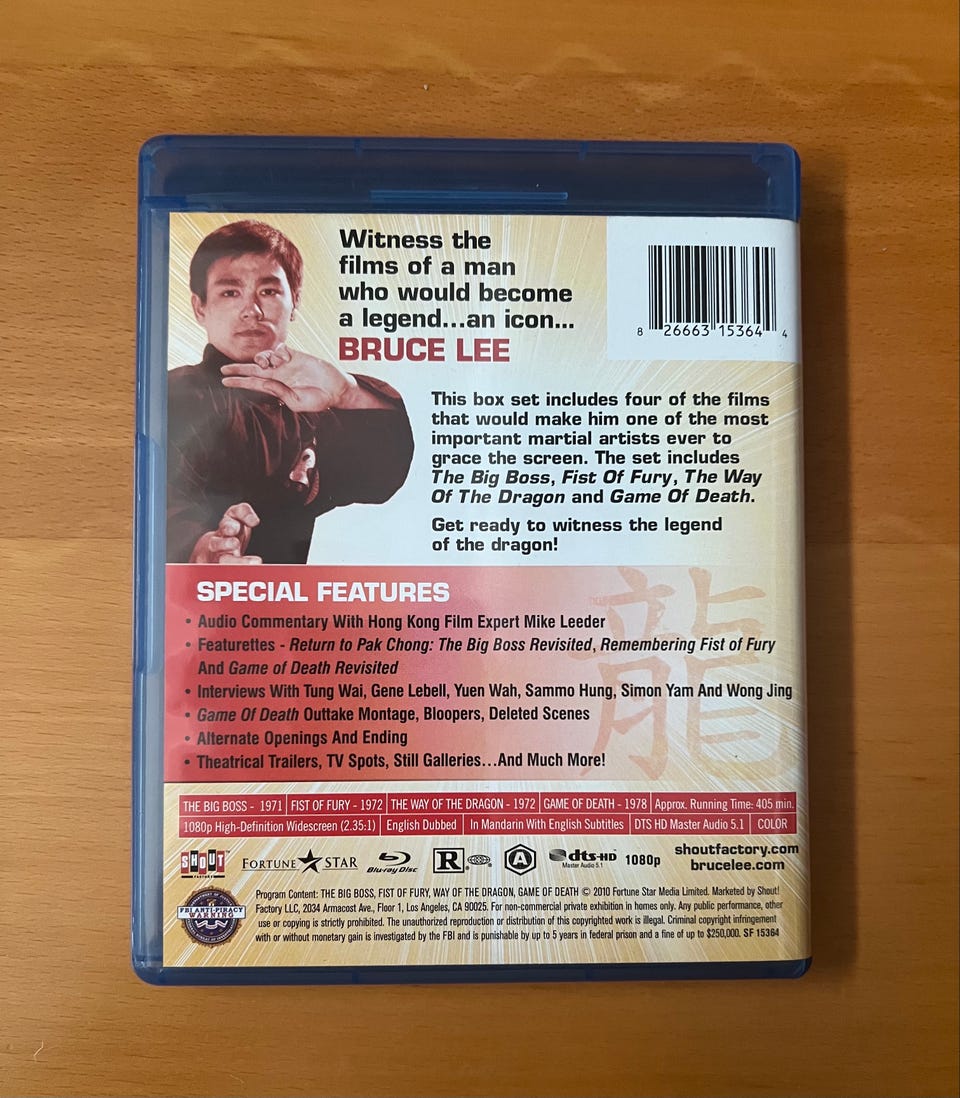 Witness the
films of a man
who would become
a legend...an icon...
BRUCE LEE
8 26663 15364 4
This box set includes four of the films
that would make him one of the most
important martial artists ever to
grace the screen. The set includes
The Big Boss, Fist Of Fury, The Way
Of The Dragon and Game Of Death.
Get ready to witness the legend
of the dragon!
SPECIAL FEATURES
• Audio Commentary With Hong Kong Film Expert Mike Leeder
• Featurettes - Return to Pak Chong: The Big Boss Revisited, Remembering Fist of Fury
And Game of Death Revisited
• Interviews With Tung Wai, Gene Lebell, Yuen Wah, Sammo Hung, Simon Yam And Wong Jing
• Game Of Death Outtake Montage, Bloopers, Deleted Scenes
• Alternate Openings And Ending
• Theatrical Trailers, TV Spots, Still Galleries...And Much More!
龍
THE BIG BOSS - 1971 FIST OF FURY - 1972 THE WAY OF THE DRAGON - 1972 GAME OF DEATH - 1978 Approx. Running Time: 405 min.
1080p High-Definition Widescreen (2.35:1) English Dubbed In Mandarin With English Subtitles DTS HD Master Audio 5.1 COLOR
SHOUT FACTORY FORTUNE STAR Blu-ray Disc R A dts-HD Master Audio 5.1 1080p
shoutfactory.com
brucelee.com
FBI ANTI-PIRACY
WARNING
Program Content: THE BIG BOSS, FIST OF FURY, WAY OF THE DRAGON, GAME OF DEATH © 2010 Fortune Star Media Limited. Marketed by Shout!
Factory LLC, 2034 Armacost Ave., Floor 1, Los Angeles, CA 90025. For non-commercial private exhibition in homes only. Any public performance, other
use or copying is strictly prohibited. The unauthorized reproduction or distribution of this copyrighted work is illegal. Criminal copyright infringement
with or without monetary gain is investigated by the FBI and is punishable by up to 5 years in federal prison and a fine of up to $250,000. SF 15364